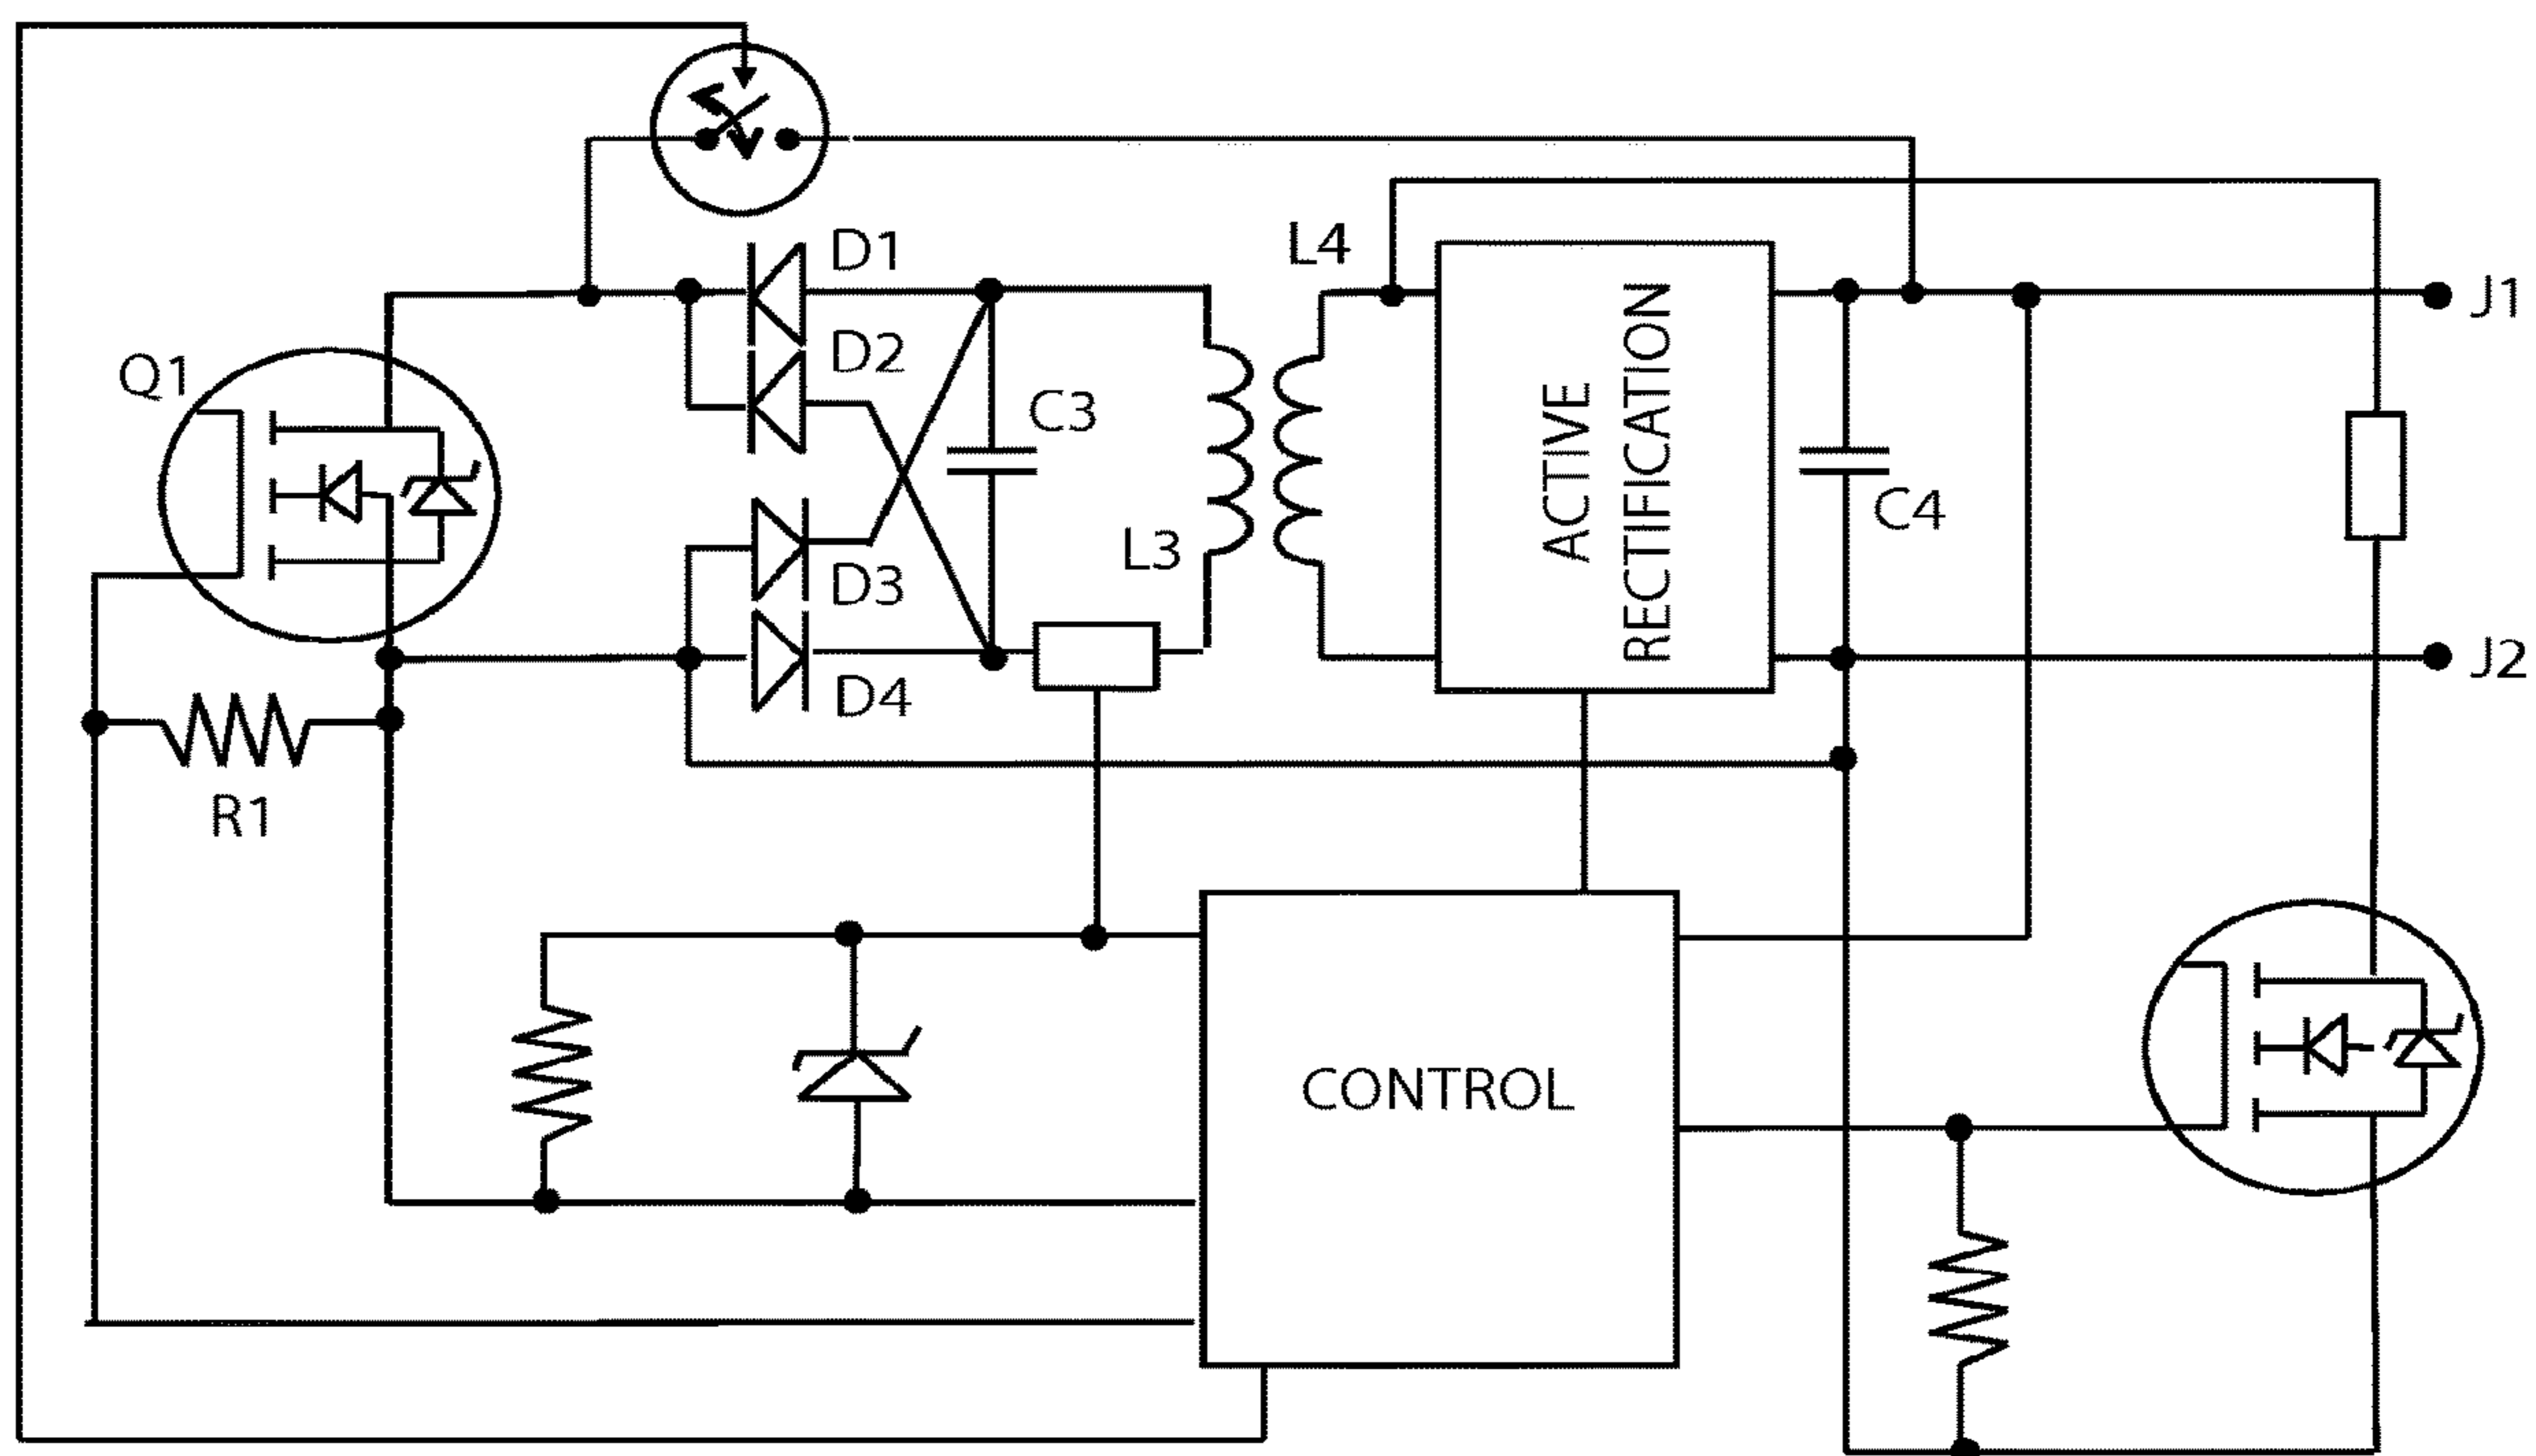 D1
L4
J1
D2
Q1
C3
ACTIVE
RECTIFICATION
C4
L3
D3
J2
D4
R1
CONTROL